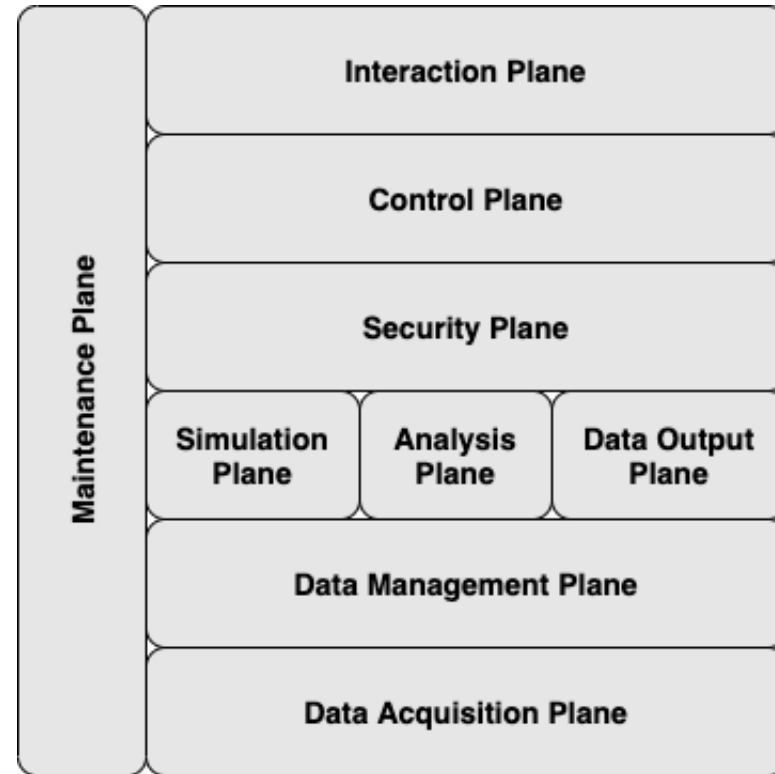 Maintenance Plane
Interaction Plane
Control Plane
Security Plane
Simulation
Plane
Analysis
Plane
Data Output
Plane
Data Management Plane
Data Acquisition Plane